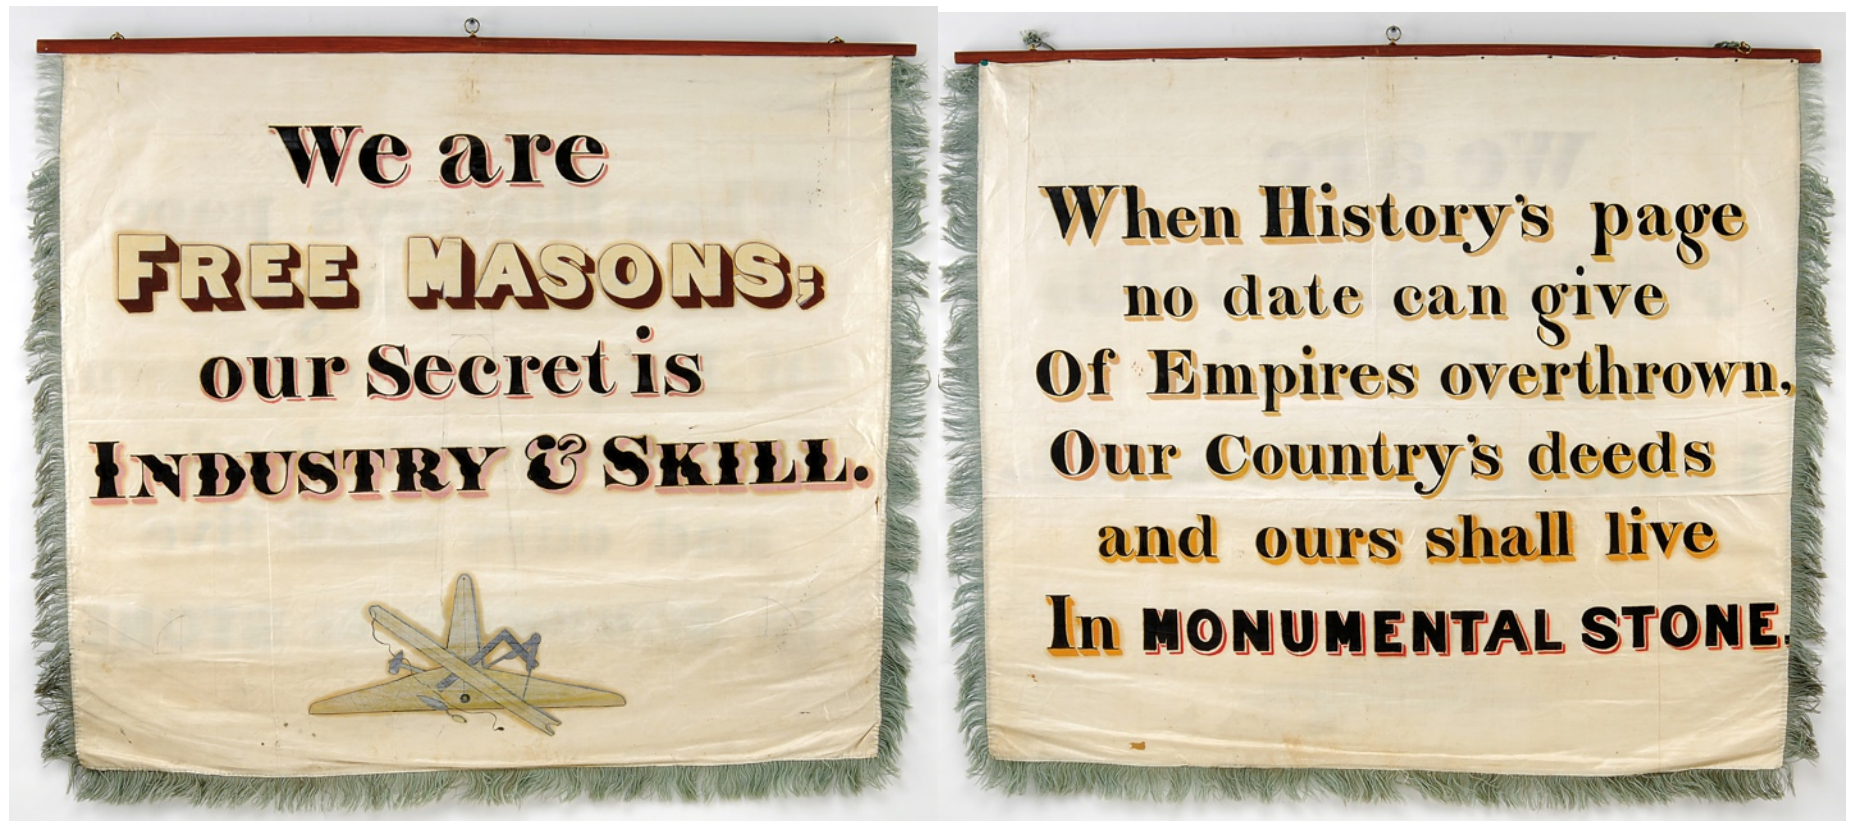 We are
FREE MASONS;
our Secret is
INDUSTRY & SKILL.
When History's page
no date can give
Of Empires overthrown,
Our Country's deeds
and ours shall live
In MONUMENTAL STONE.